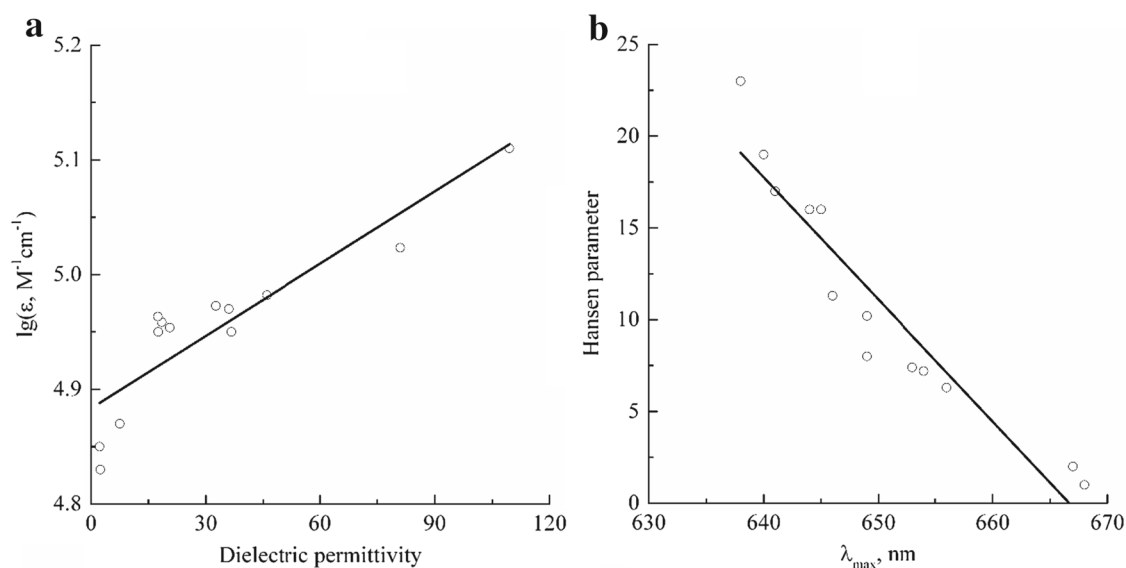 a
5.2
5.1
5.0
4.9
4.8
lg(ε, M⁻¹cm⁻¹)
0 30 60 90 120
Dielectric permittivity
b
25
20
15
10
5
0
Hansen parameter
630 640 650 660 670
λmax, nm